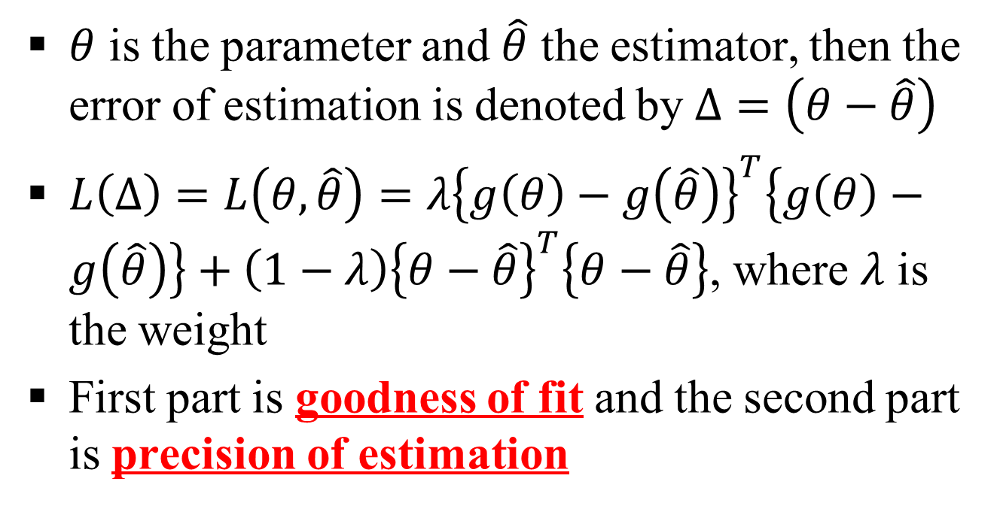 ▪ θ is the parameter and θ̂ the estimator, then the
error of estimation is denoted by Δ = (θ − θ̂)
▪ L(Δ) = L(θ, θ̂) = λ{g(θ) − g(θ̂)}ᵀ{g(θ) −
g(θ̂)} + (1 − λ){θ − θ̂}ᵀ{θ − θ̂}, where λ is
the weight
▪ First part is goodness of fit and the second part
is precision of estimation